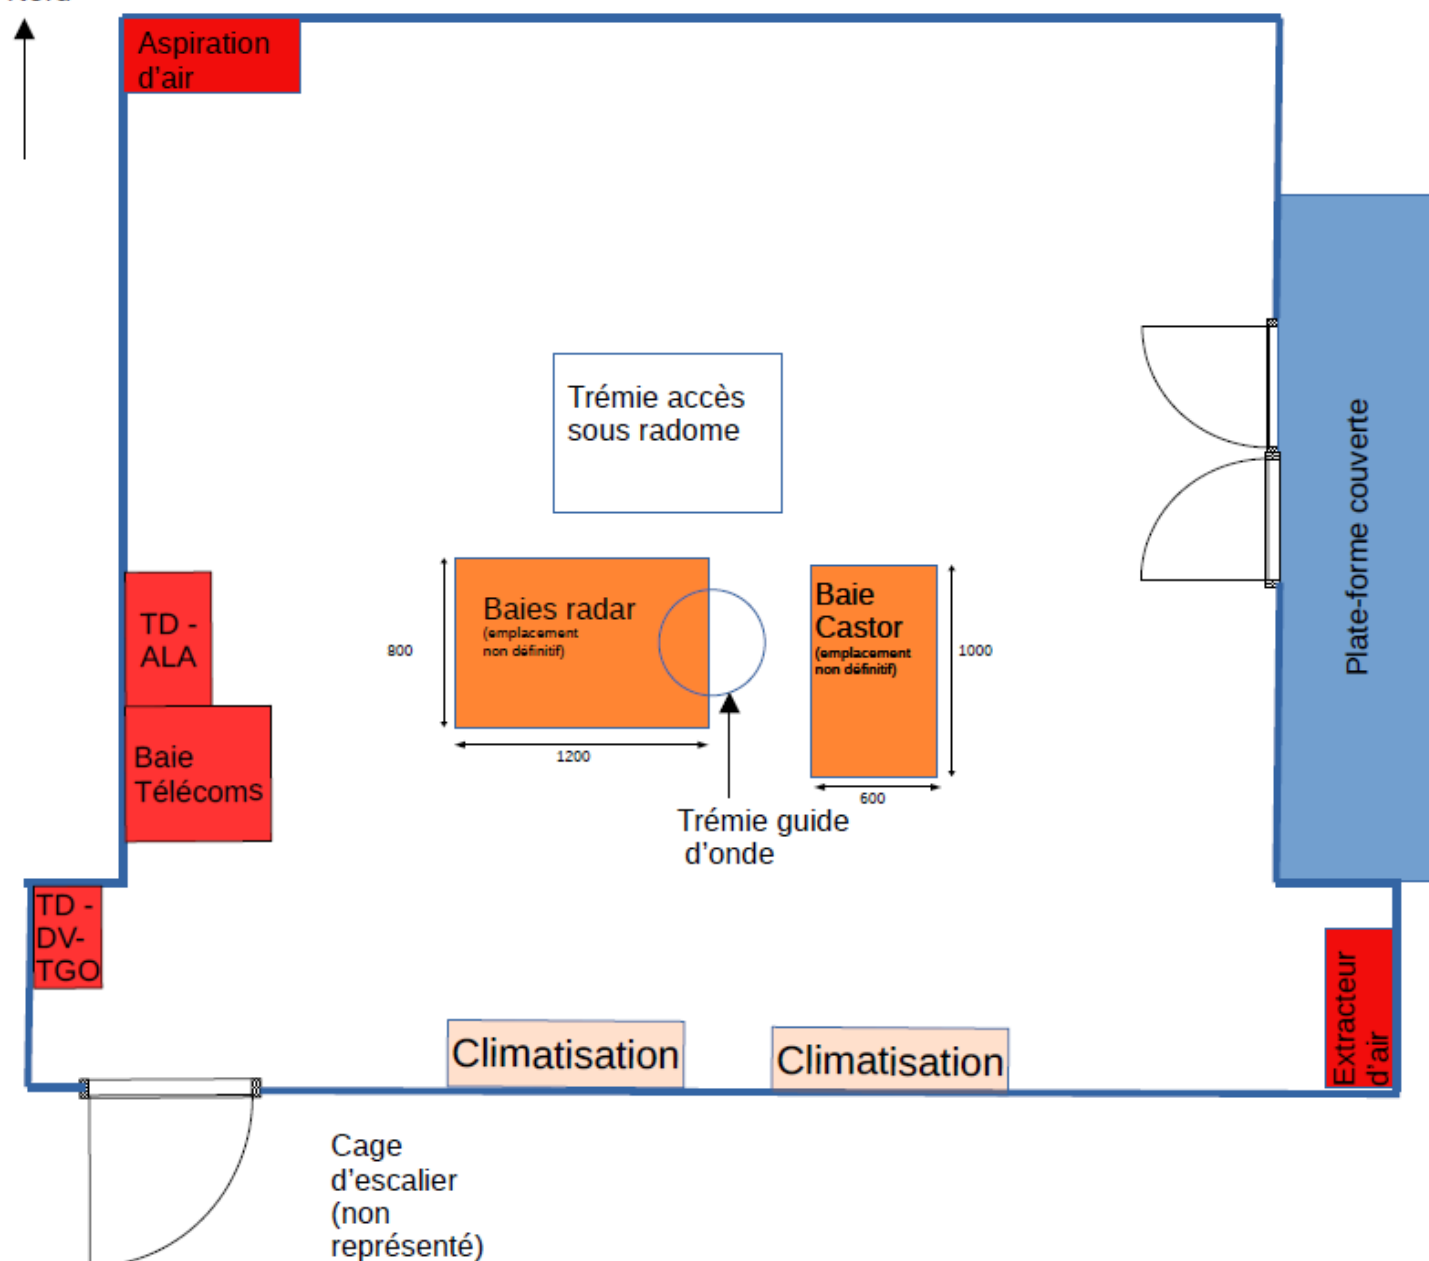 Aspiration
d'air
Trémie accès
sous radome
Plate-forme couverte
TD -
ALA
Baies radar
(emplacement
non définitif)
800
1200
Baie
Castor
(emplacement
non définitif)
1000
600
Baie
Télécoms
Trémie guide
d'onde
TD -
DV-
TGO
Climatisation
Climatisation
Extracteur
d'air
Cage
d'escalier
(non
représenté)